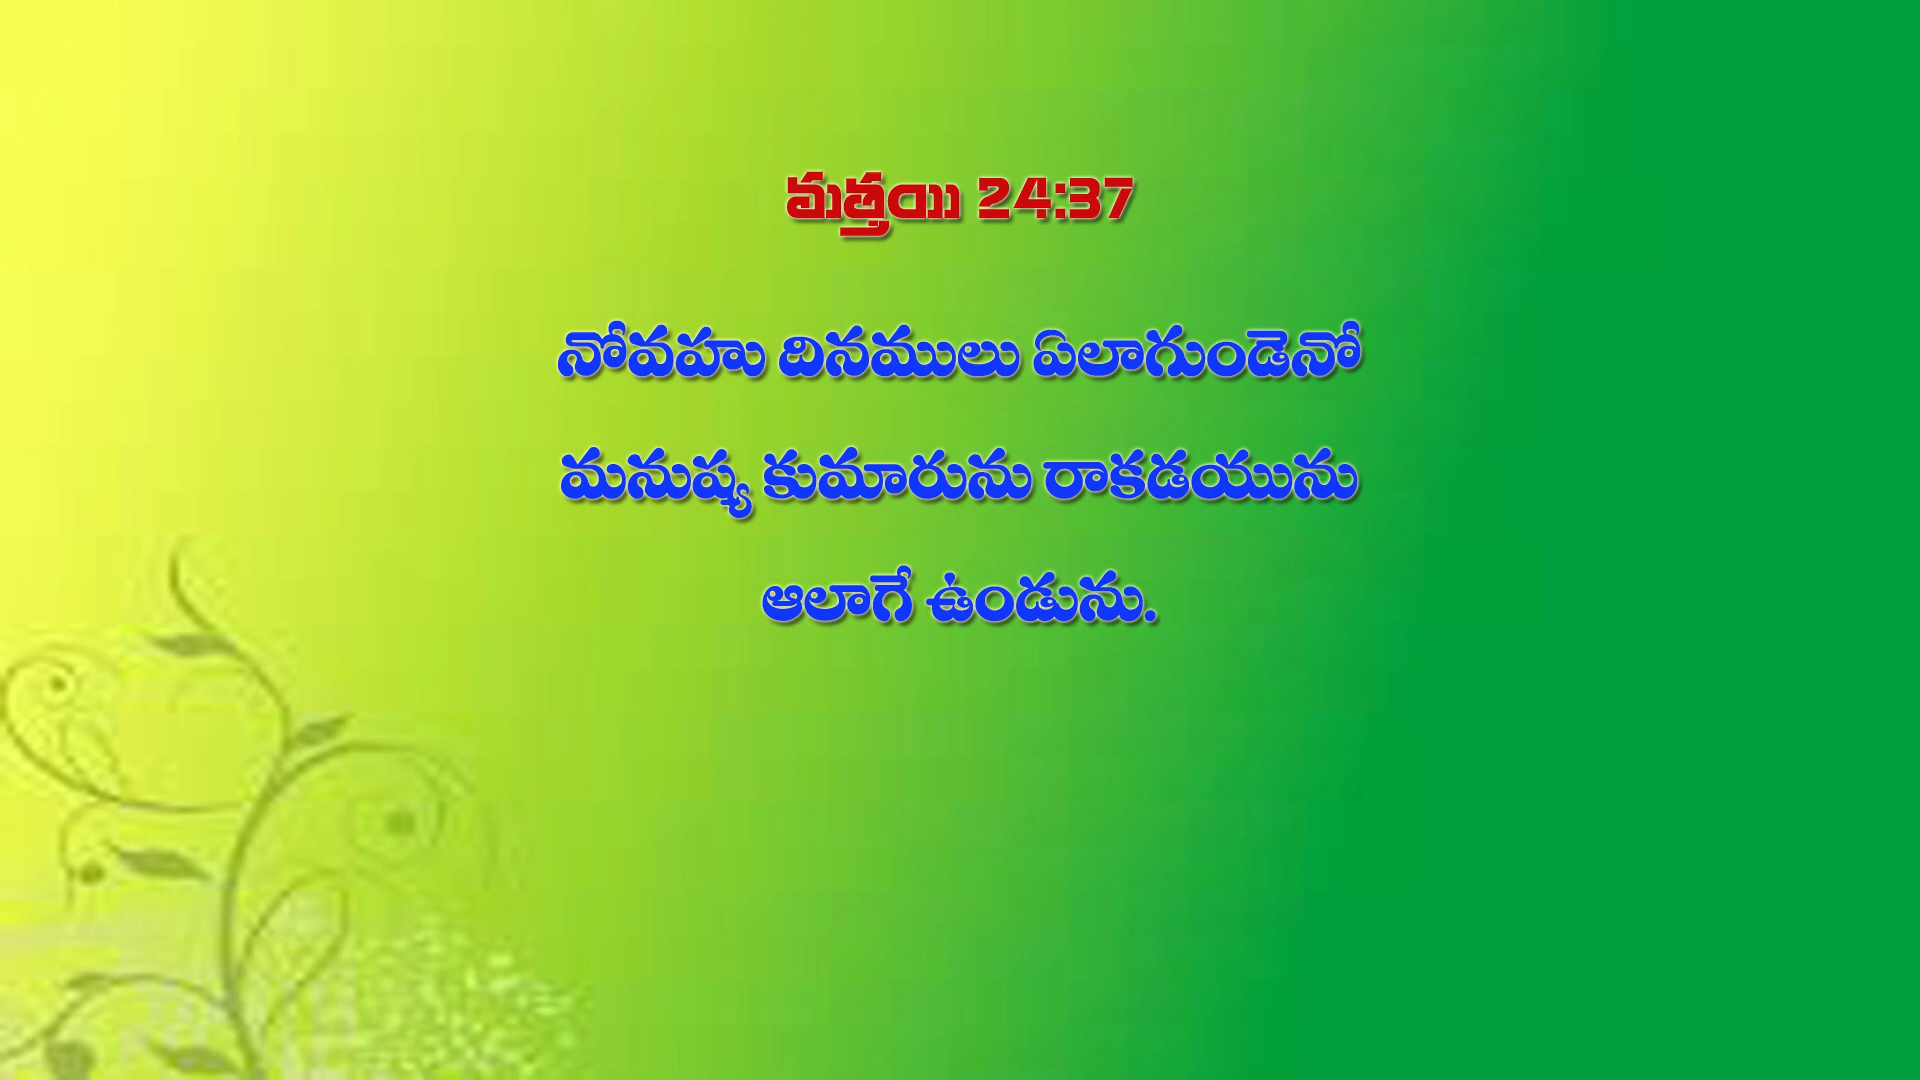 మత్తయి 24:37
నోవహు దినములు ఏలాగుండెనో
మనుష్య కుమారును రాకడయును
ఆలాగే ఉండును.